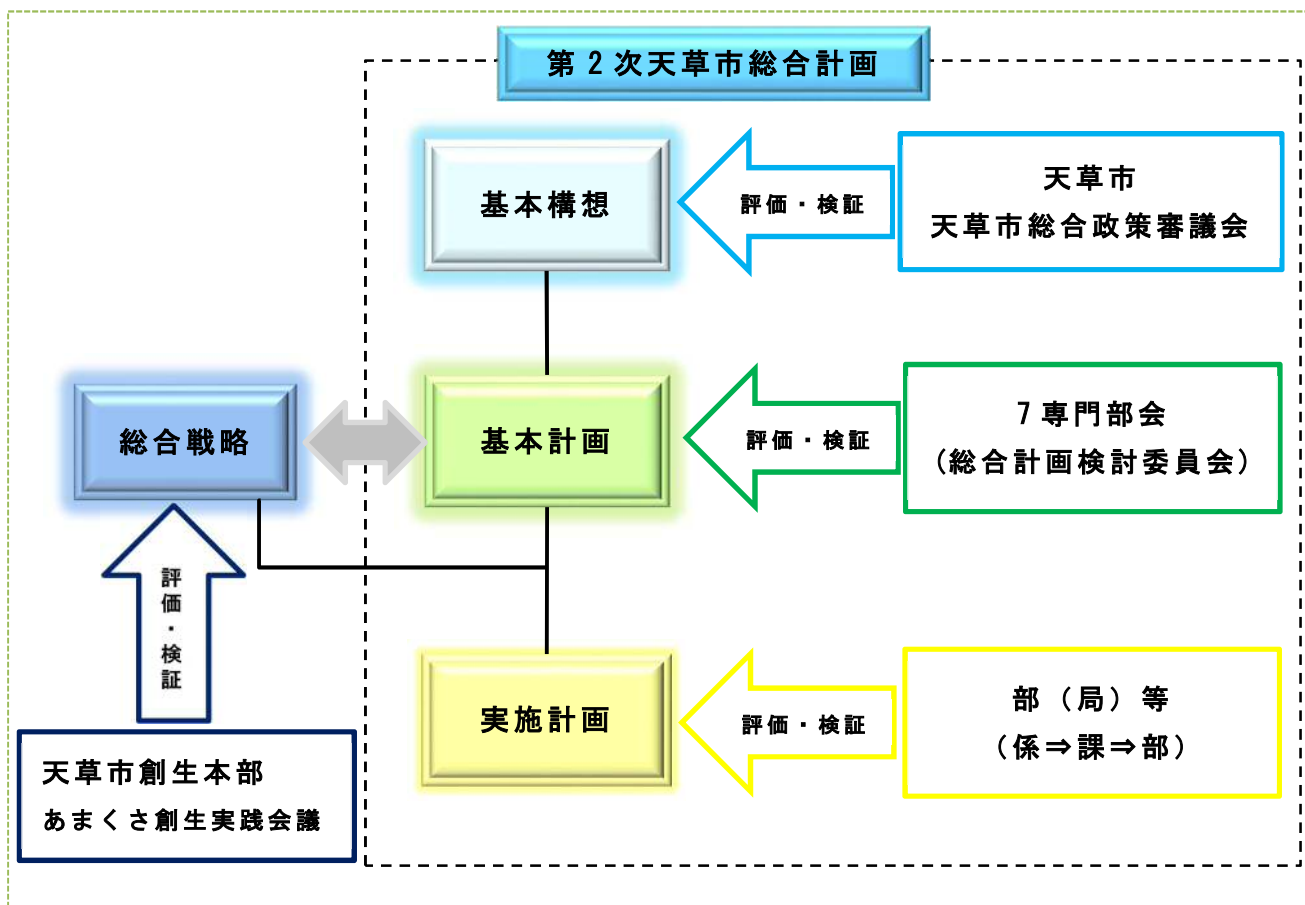 第2次天草市総合計画
基本構想
評価・検証
天草市
天草市総合政策審議会
総合戦略
基本計画
評価・検証
7専門部会
(総合計画検討委員会)
評価・検証
実施計画
評価・検証
部(局)等
(係⇒課⇒部)
天草市創生本部
あまくさ創生実践会議